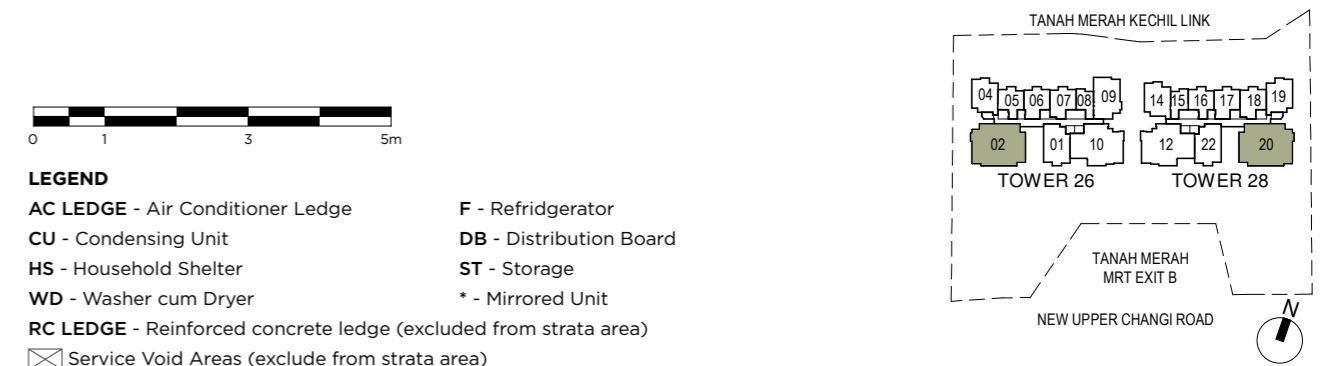 0 1 3 5m
LEGEND
AC LEDGE - Air Conditioner Ledge
CU - Condensing Unit
HS - Household Shelter
WD - Washer cum Dryer
F - Refridgerator
DB - Distribution Board
ST - Storage
* - Mirrored Unit
RC LEDGE - Reinforced concrete ledge (excluded from strata area)
Service Void Areas (exclude from strata area)
TANAH MERAH KECHIL LINK
04 05 06 07 08 09 14 15 16 17 18 19
02 01 10 12 22 20
TOWER 26 TOWER 28
TANAH MERAH
MRT EXIT B
NEW UPPER CHANGI ROAD
N